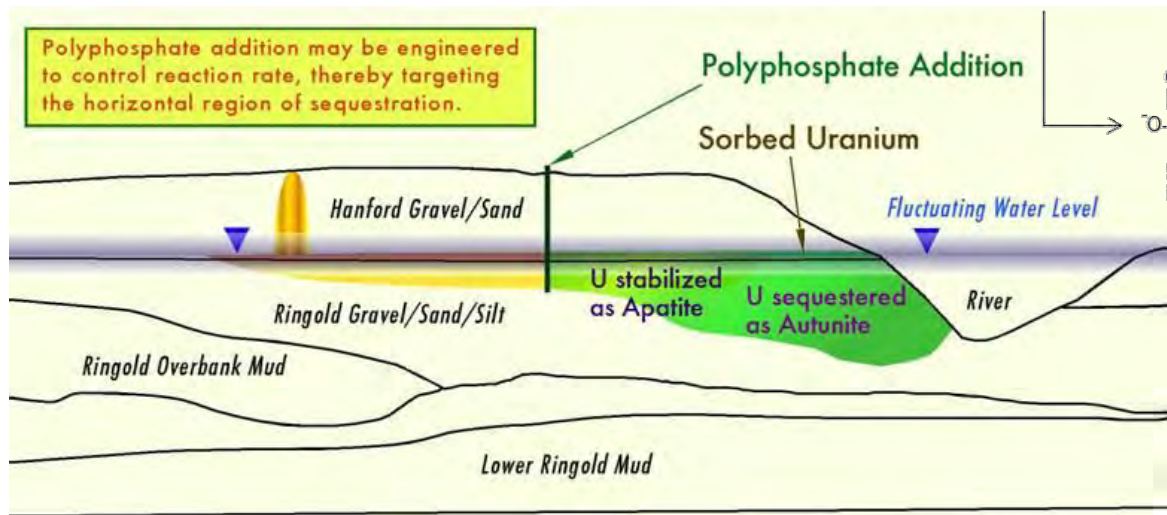 Polyphosphate addition may be engineered
to control reaction rate, thereby targeting
the horizontal region of sequestration.
Polyphosphate Addition
Sorbed Uranium
Hanford Gravel/Sand
Fluctuating Water Level
U stabilized
as Apatite
U sequestered
as Autunite
River
Ringold Gravel/Sand/Silt
Ringold Overbank Mud
Lower Ringold Mud